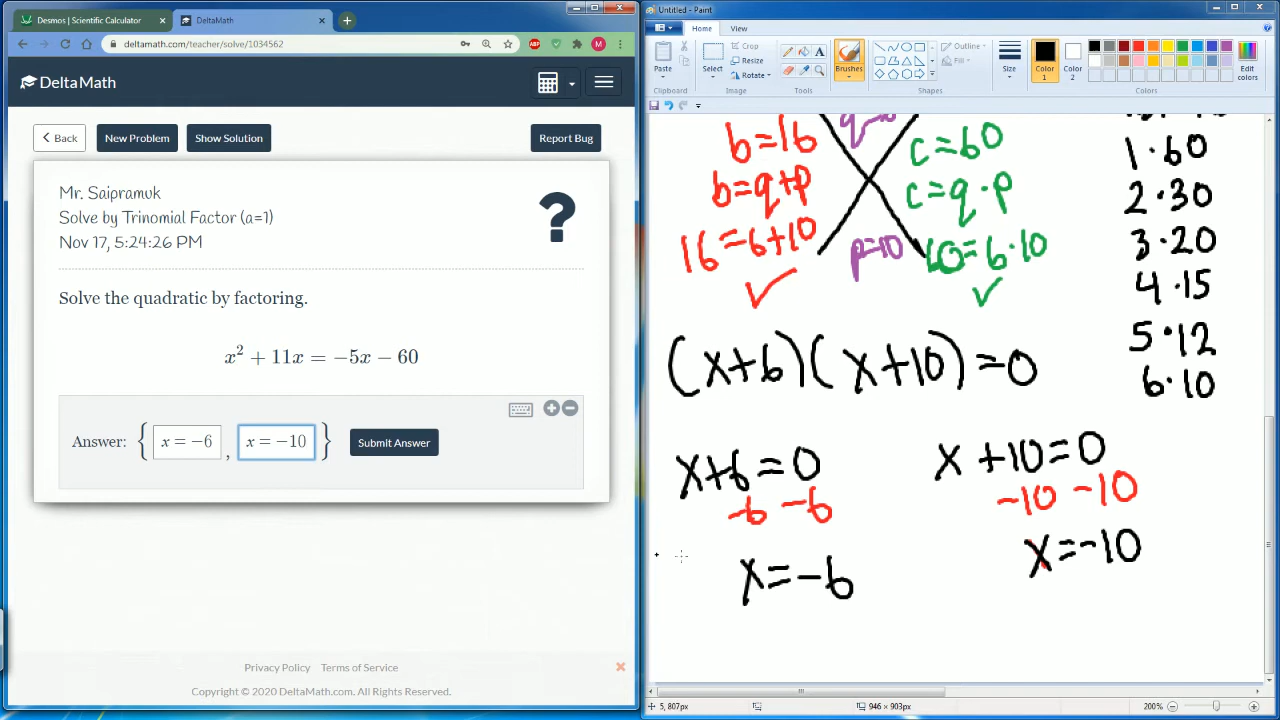 Desmos | Scientific Calculator
DeltaMath
deltamath.com/teacher/solve/1034562
ABP
M
DeltaMath
Back
New Problem
Show Solution
Report Bug
Mr. Saipramuk
Solve by Trinomial Factor (a=1)
Nov 17, 5:24:26 PM
?
Solve the quadratic by factoring.
x² + 11x = −5x − 60
Answer: { x = −6 , x = −10 }
Submit Answer
Privacy Policy Terms of Service
Copyright © 2020 DeltaMath.com. All Rights Reserved.
Untitled - Paint
Home View
Paste
Select
Crop
Resize
Rotate
Brushes
Outline
Fill
Size
Color 1
Color 2
Edit colors
Clipboard Image Tools Shapes Colors
b=16
b=q+p
16=6+10
✓
p=10
c=60
c=q·p
60=6·10
✓
1·60
2·30
3·20
4·15
5·12
6·10
(x+6)(x+10)=0
x+6=0
-6 -6
x=-6
x+10=0
-10 -10
x=-10
5, 807px
946 × 903px
200%